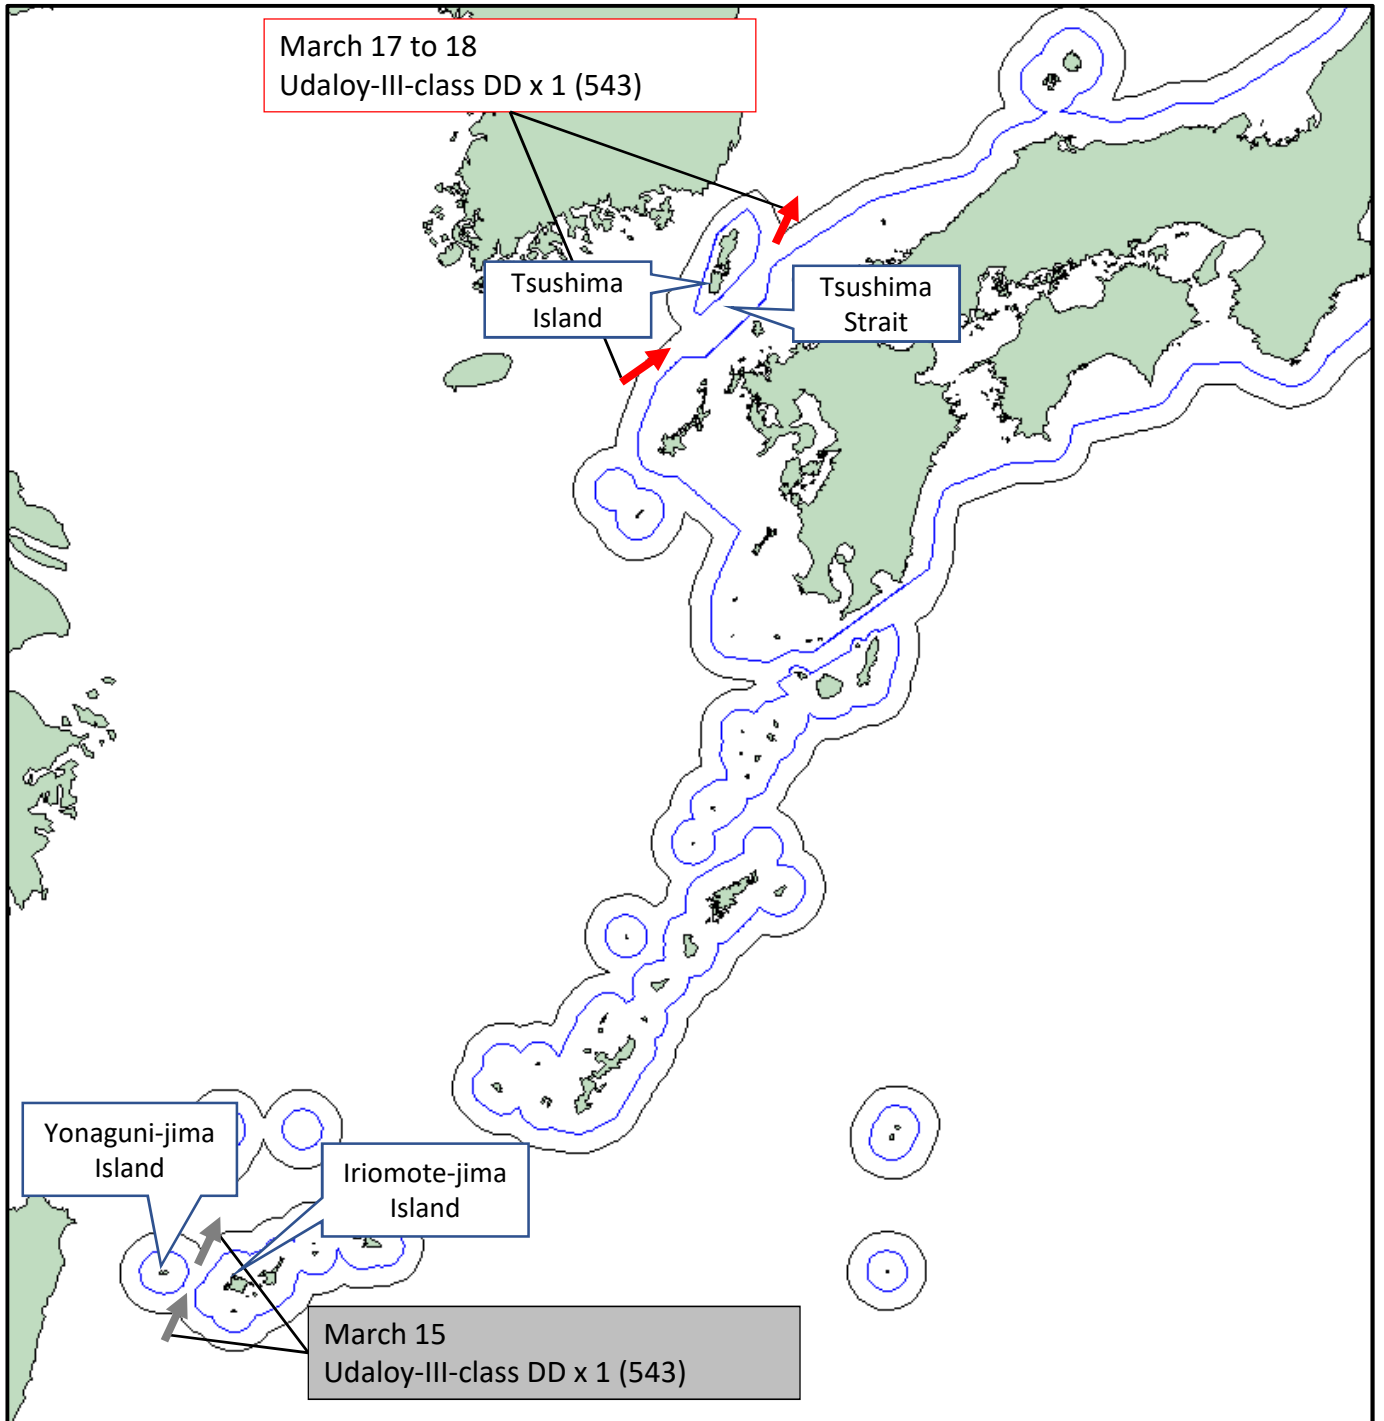 March 17 to 18
Udaloy-III-class DD x 1 (543)
Tsushima
Island
Tsushima
Strait
Yonaguni-jima
Island
Iriomote-jima
Island
March 15
Udaloy-III-class DD x 1 (543)